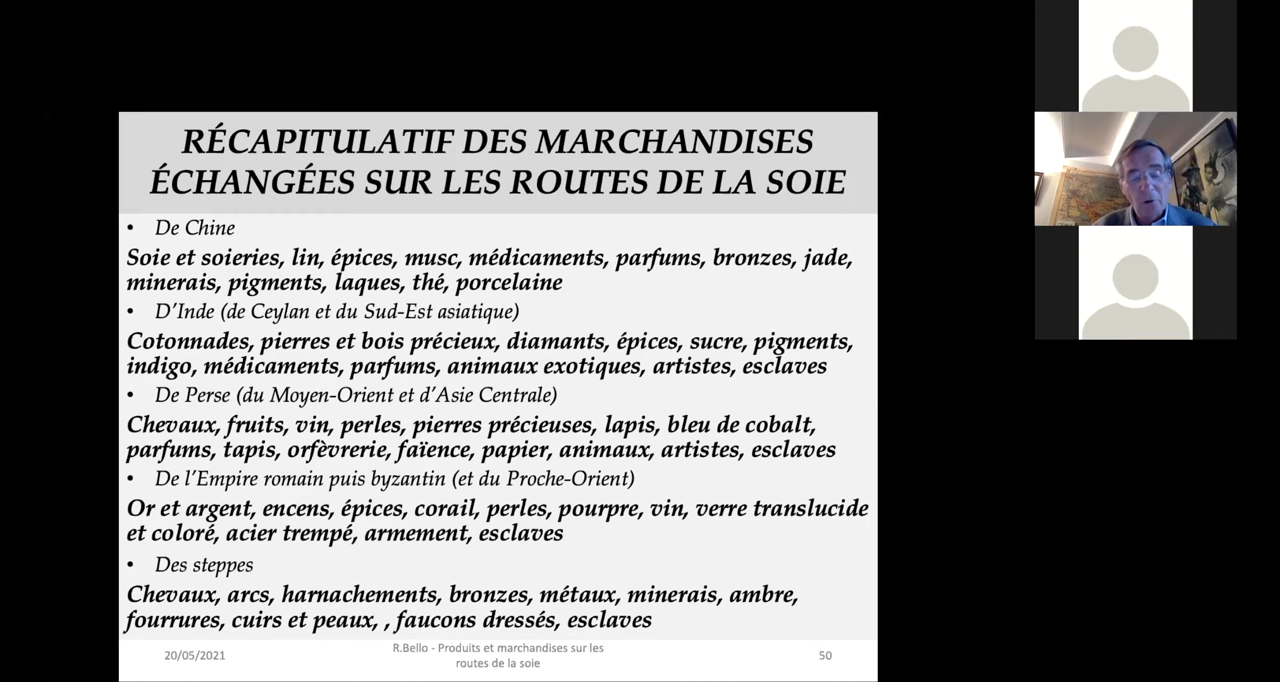 RÉCAPITULATIF DES MARCHANDISES
ÉCHANGÉES SUR LES ROUTES DE LA SOIE
• De Chine
Soie et soieries, lin, épices, musc, médicaments, parfums, bronzes, jade,
minerais, pigments, laques, thé, porcelaine
• D'Inde (de Ceylan et du Sud-Est asiatique)
Cotonnades, pierres et bois précieux, diamants, épices, sucre, pigments,
indigo, médicaments, parfums, animaux exotiques, artistes, esclaves
• De Perse (du Moyen-Orient et d'Asie Centrale)
Chevaux, fruits, vin, perles, pierres précieuses, lapis, bleu de cobalt,
parfums, tapis, orfèvrerie, faïence, papier, animaux, artistes, esclaves
• De l'Empire romain puis byzantin (et du Proche-Orient)
Or et argent, encens, épices, corail, perles, pourpre, vin, verre translucide
et coloré, acier trempé, armement, esclaves
• Des steppes
Chevaux, arcs, harnachements, bronzes, métaux, minerais, ambre,
fourrures, cuirs et peaux, , faucons dressés, esclaves
20/05/2021
R.Bello - Produits et marchandises sur les
routes de la soie
50